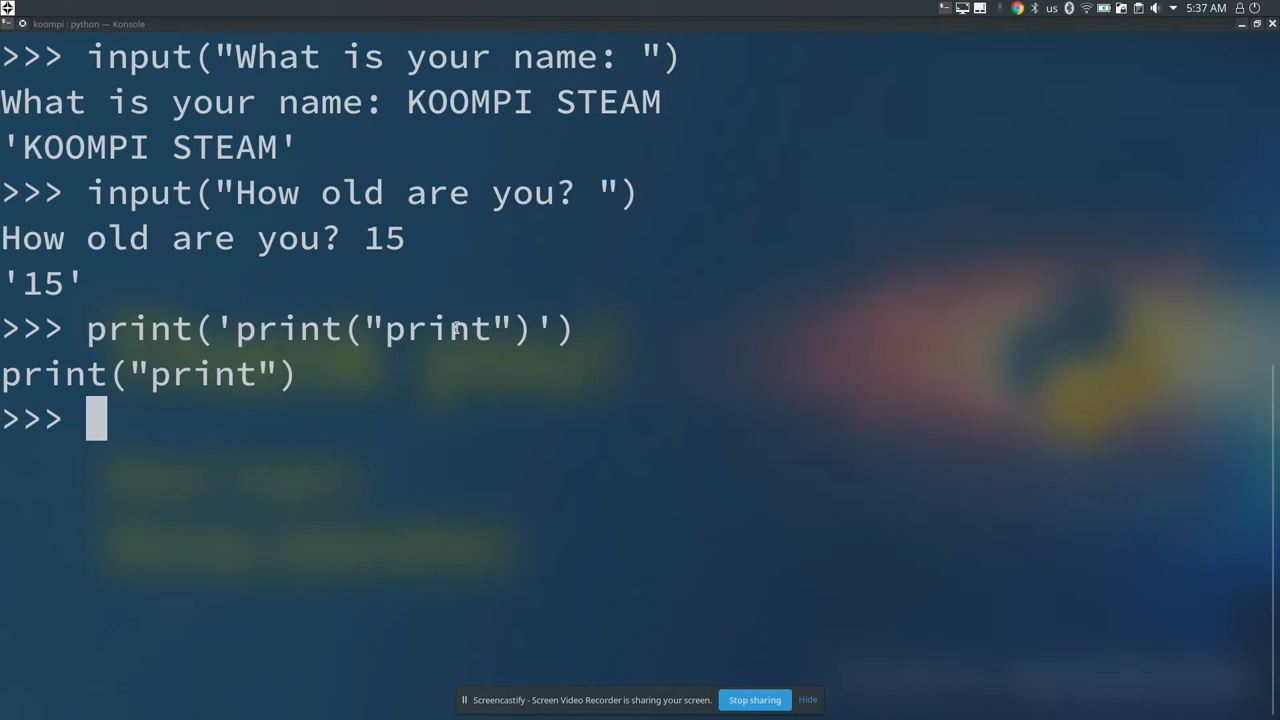 koompi : python — Konsole
us
5:37 AM
>>> input("What is your name: ")
What is your name: KOOMPI STEAM
'KOOMPI STEAM'
>>> input("How old are you? ")
How old are you? 15
'15'
>>> print('print("print")')
print("print")
>>>
Screencastify - Screen Video Recorder is sharing your screen.
Stop sharing
Hide